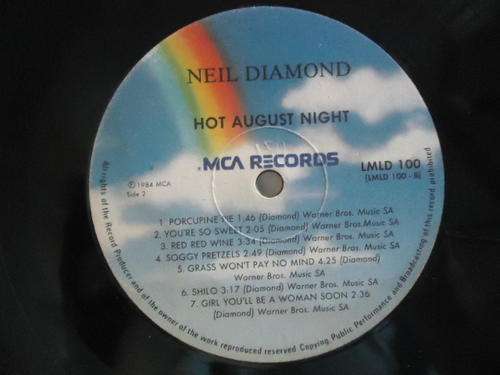 NEIL DIAMOND
HOT AUGUST NIGHT
MCA RECORDS
LMLD 100
(LMLD 100 - B)
℗ 1984 MCA
Side 2
1 PORCUPINE PIE 1.46 (Diamond) Warner Bros. Music SA
2. YOU'RE SO SWEET 2:05 (Diamond) Warner Bros. Music SA
3. RED RED WINE 3:34 (Diamond) Warner Bros. Music SA
4. SOGGY PRETZELS 2:49 (Diamond) Warner Bros. Music SA
5. GRASS WON'T PAY NO MIND 4.25 (Diamond)
Warner Bros. Music SA
6. SHILO 3.17 (Diamond) Warner Bros. Music SA
7. GIRL YOU'LL BE A WOMAN SOON 2:36
(Diamond) Warner Bros. Music SA
All rights of the Record Producer and of the owner of the work reproduced reserved Copying Public Performance and Broadcasting of this record prohibited